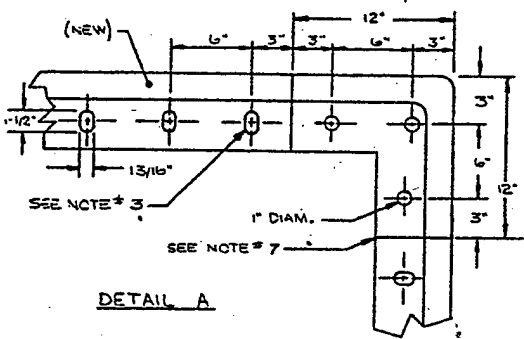 12"
(NEW)
6" 3" 3" 6" 3"
3"
1-1/2"
6"
13/16"
12"
SEE NOTE # 3
1" DIAM.
3"
SEE NOTE # 7
DETAIL A